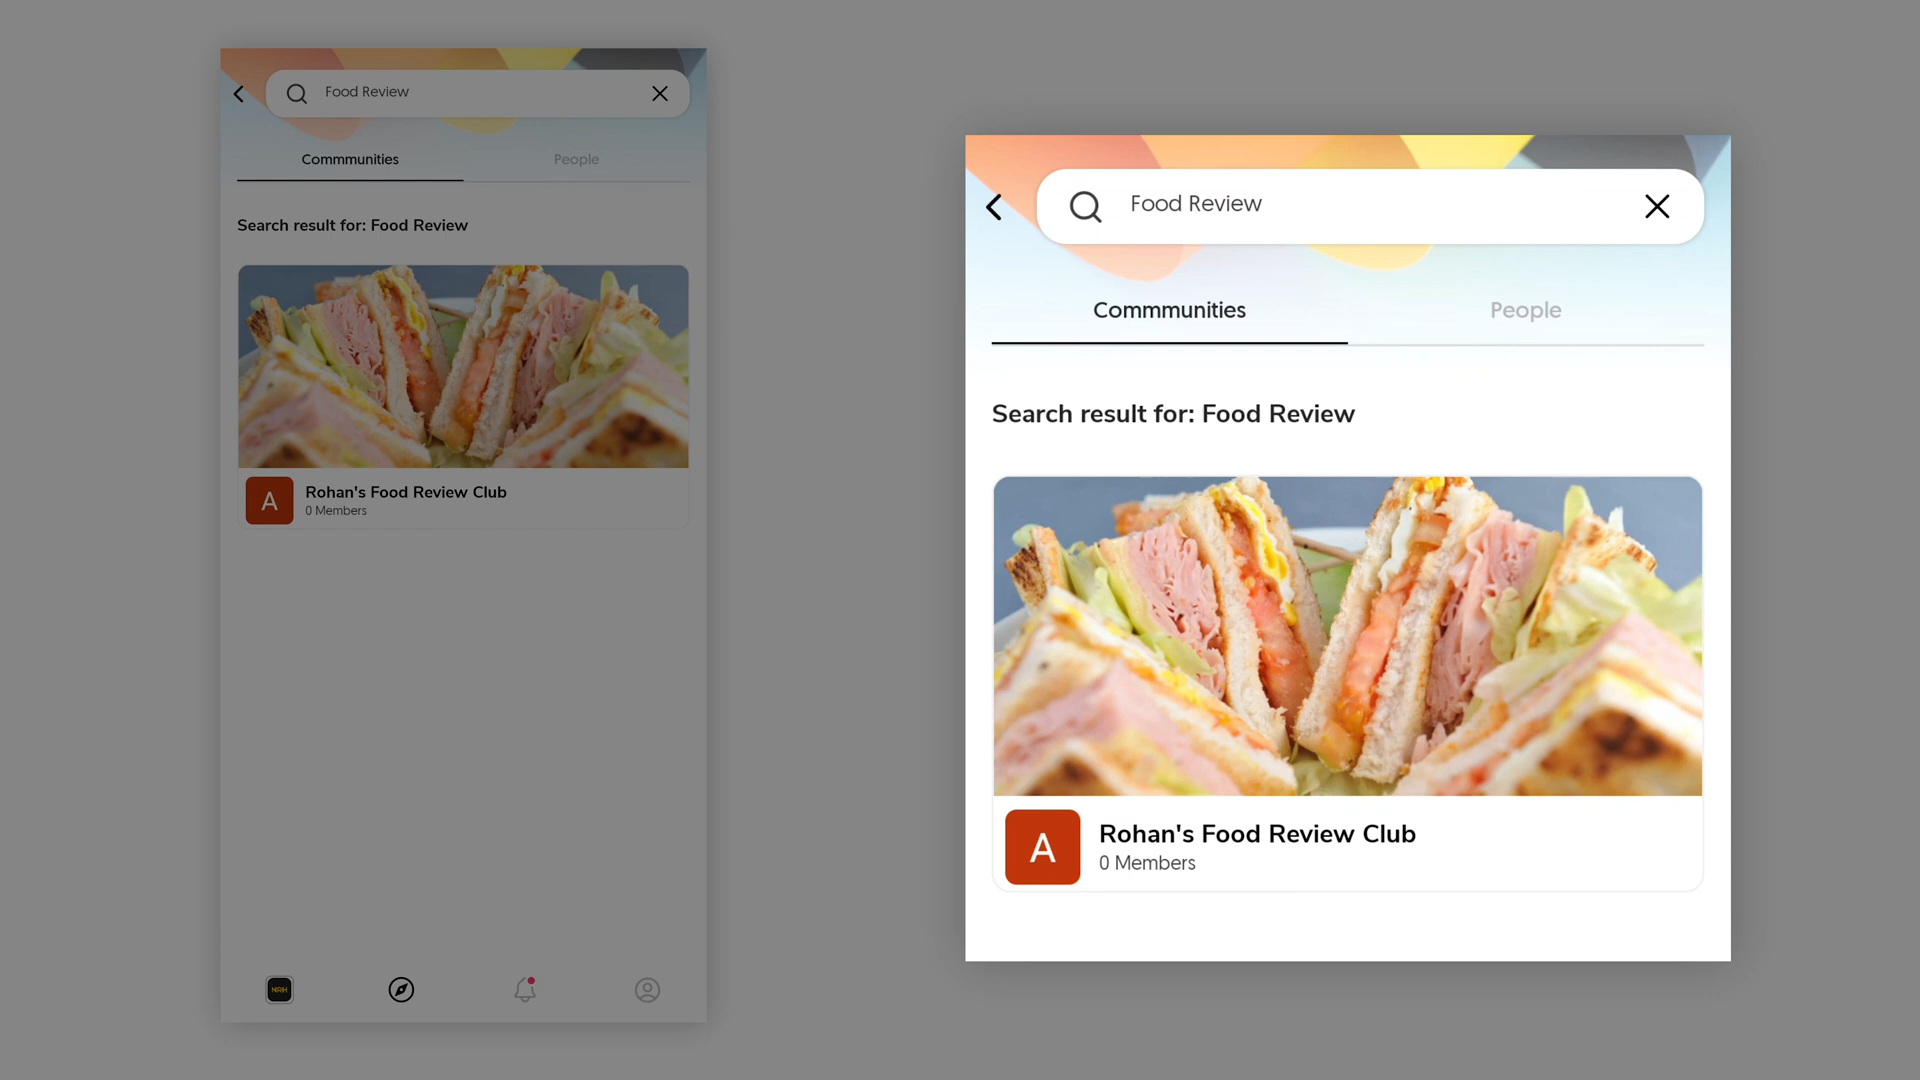 Food Review
Commmunities
People
Search result for: Food Review
A
Rohan's Food Review Club
0 Members
NRH
Food Review
Commmunities
People
Search result for: Food Review
A
Rohan's Food Review Club
0 Members